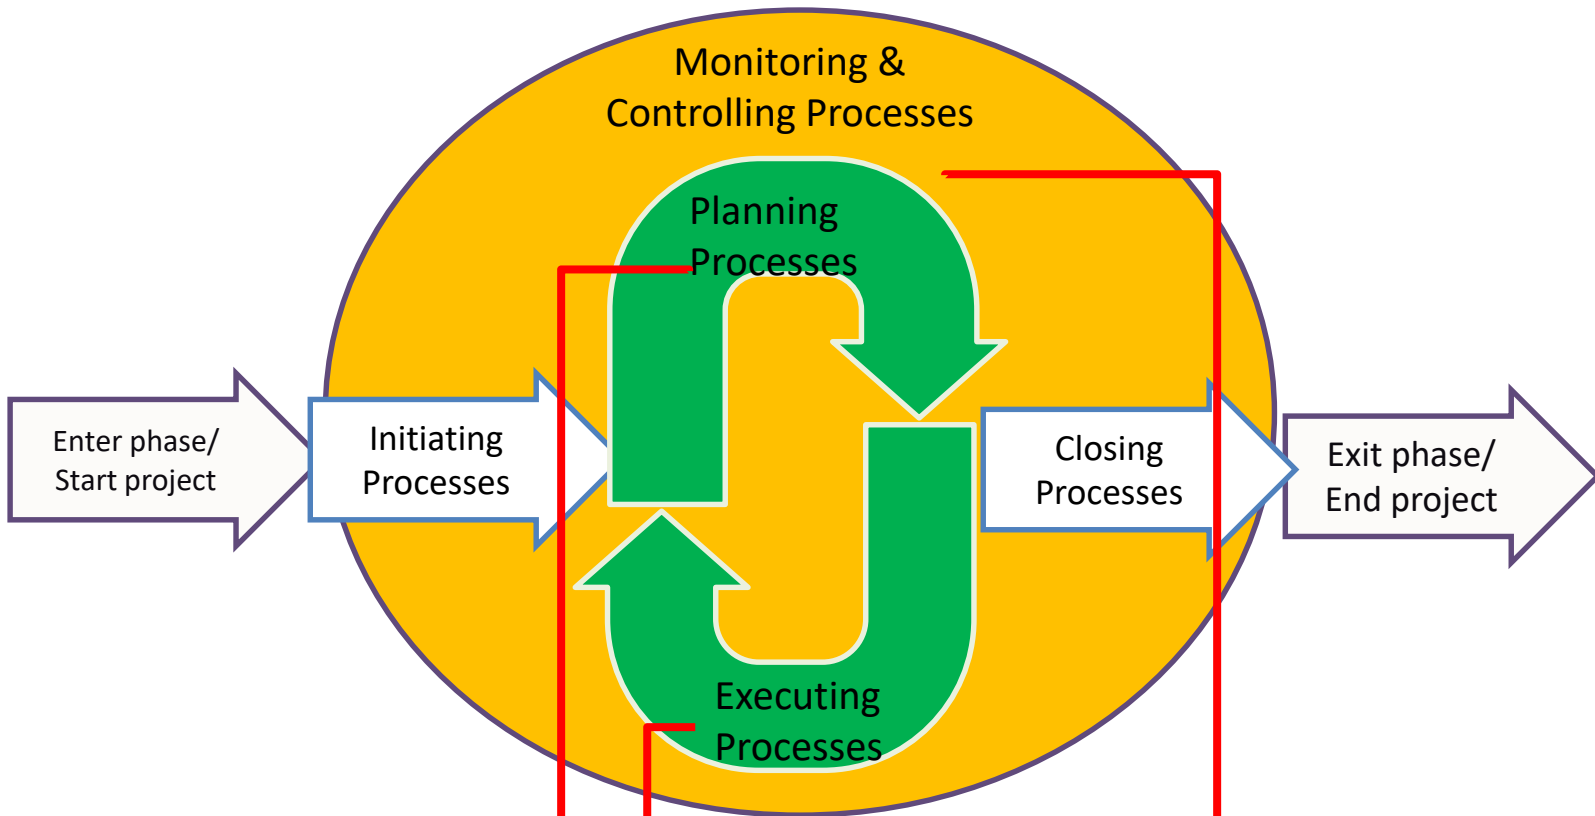 Monitoring &
Controlling Processes
Planning
Processes
Enter phase/
Start project
Initiating
Processes
Closing
Processes
Exit phase/
End project
Executing
Processes